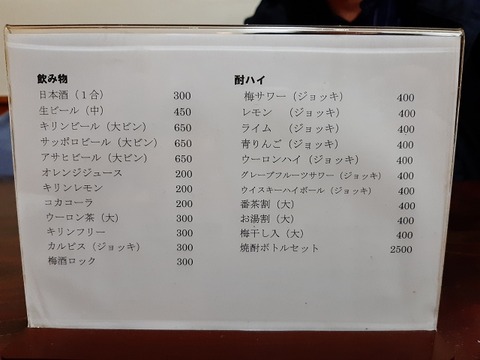 飲み物
日本酒（１合） 300
生ビール（中） 450
キリンビール（大ビン） 650
サッポロビール（大ビン） 650
アサヒビール（大ビン） 650
オレンジジュース 200
キリンレモン 200
コカコーラ 200
ウーロン茶（大） 300
キリンフリー 300
カルピス（ジョッキ） 300
梅酒ロック 300
酎ハイ
梅サワー（ジョッキ） 400
レモン （ジョッキ） 400
ライム （ジョッキ） 400
青りんご（ジョッキ） 400
ウーロンハイ（ジョッキ） 400
グレープフルーツサワー（ジョッキ） 400
ウイスキーハイボール（ジョッキ） 400
番茶割（大） 400
お湯割（大） 400
梅干し入（大） 400
焼酎ボトルセット 2500